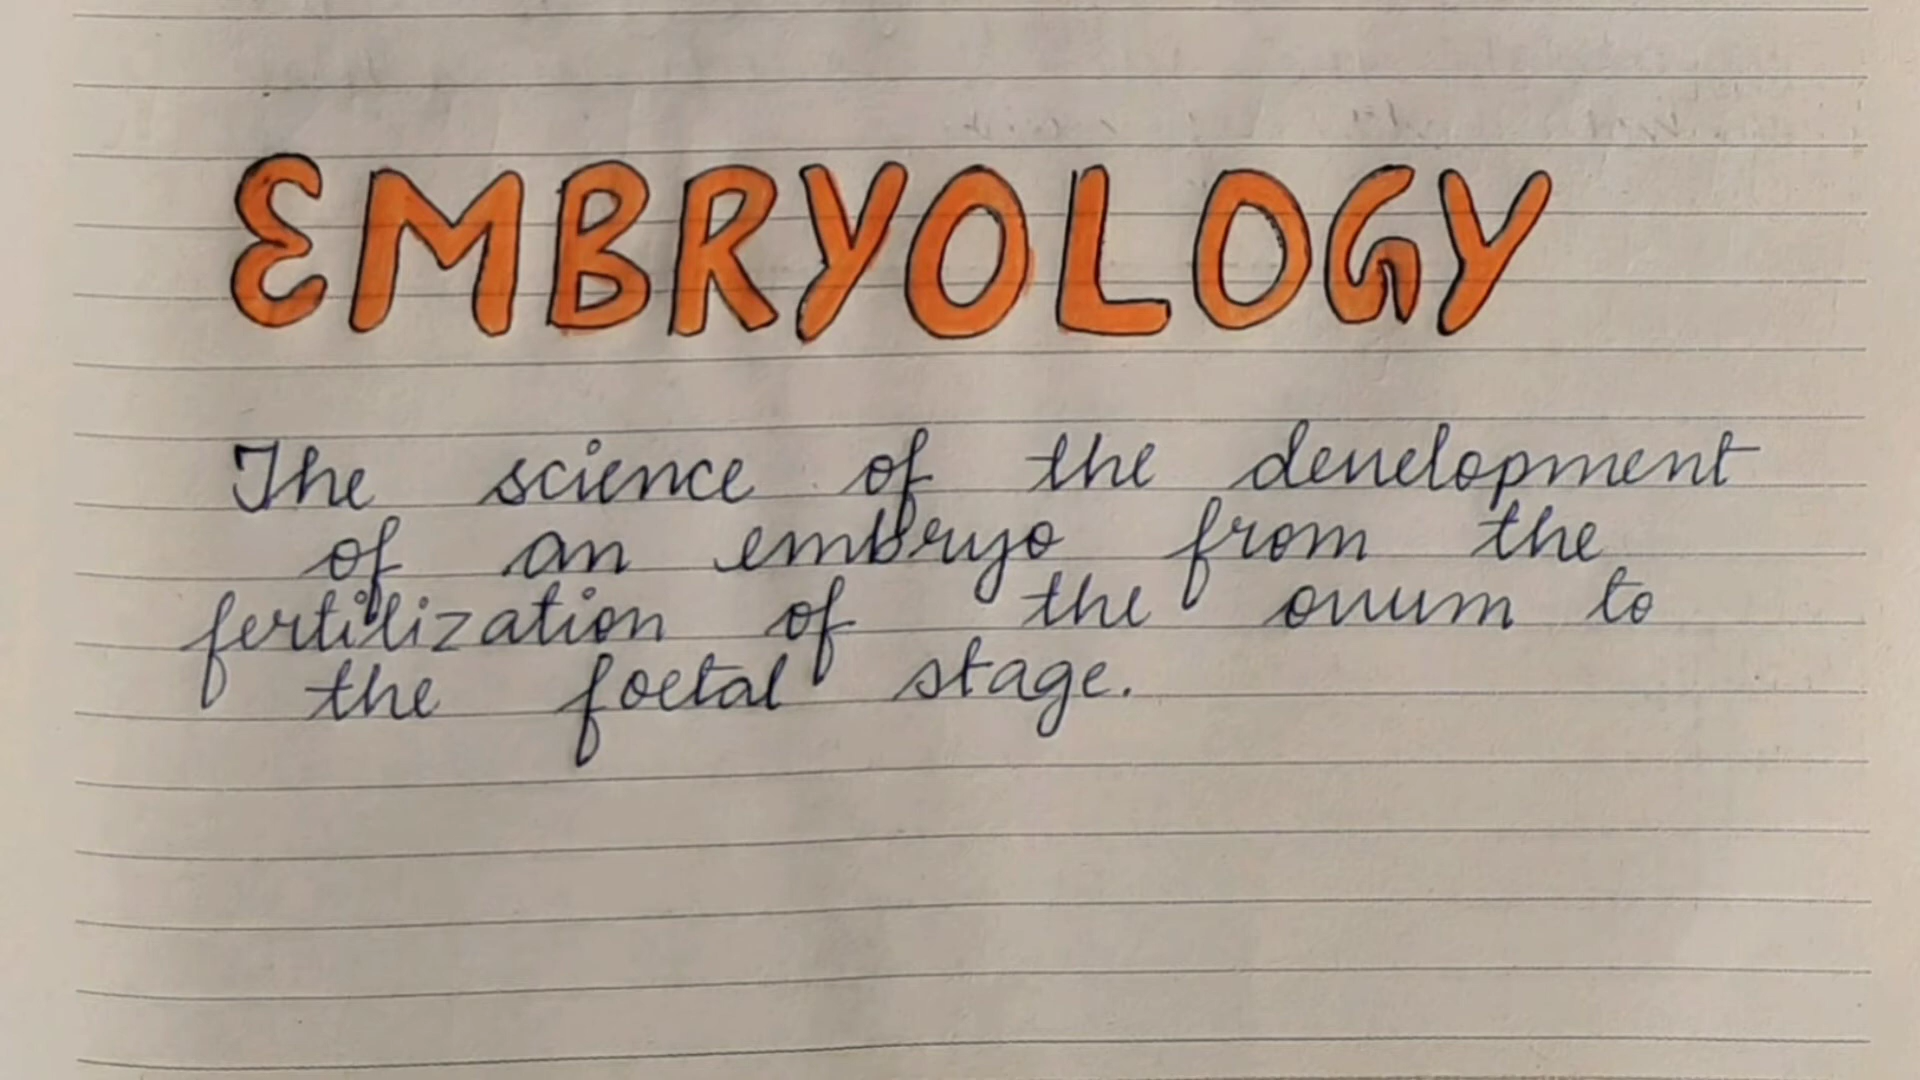 EMBRYOLOGY
The science of the development
of an embryo from the
fertilization of the ovum to
the foetal stage.